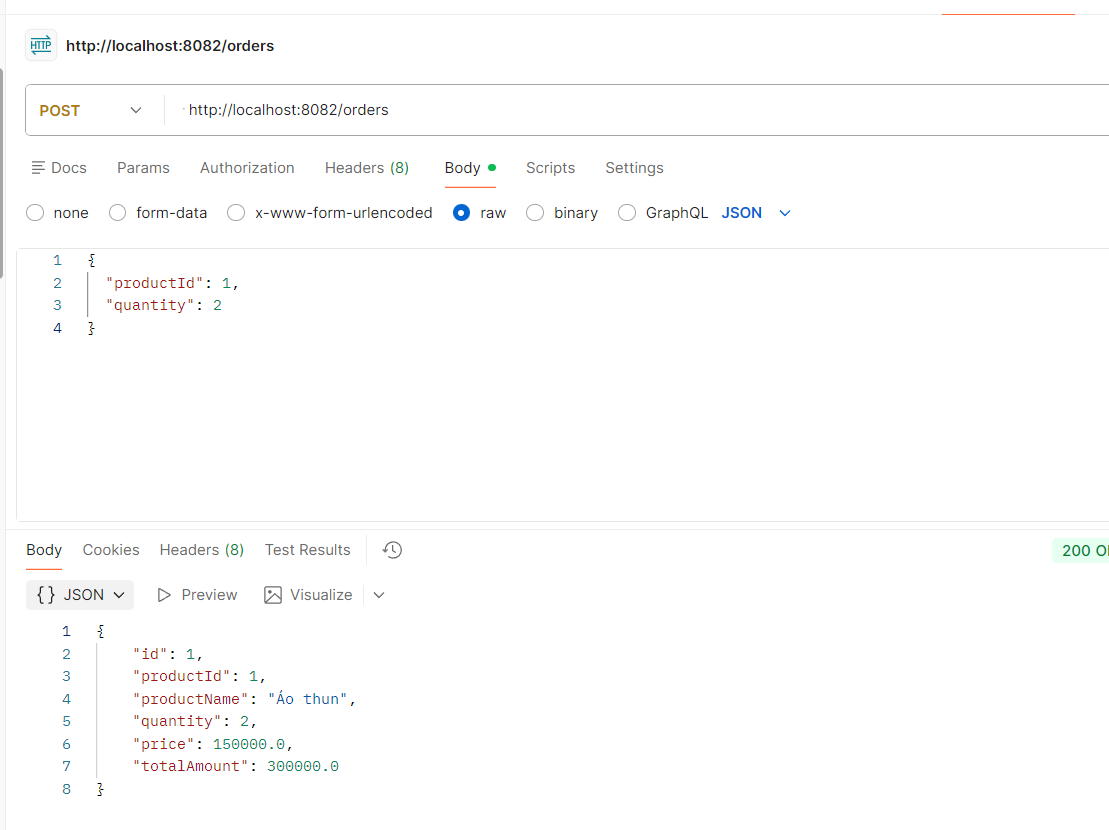 HTTP http://localhost:8082/orders
POST http://localhost:8082/orders
Docs Params Authorization Headers (8) Body Scripts Settings
none form-data x-www-form-urlencoded raw binary GraphQL JSON
1 {
2 "productId": 1,
3 "quantity": 2
4 }
Body Cookies Headers (8) Test Results 200 O
{} JSON Preview Visualize
1 {
2 "id": 1,
3 "productId": 1,
4 "productName": "Áo thun",
5 "quantity": 2,
6 "price": 150000.0,
7 "totalAmount": 300000.0
8 }